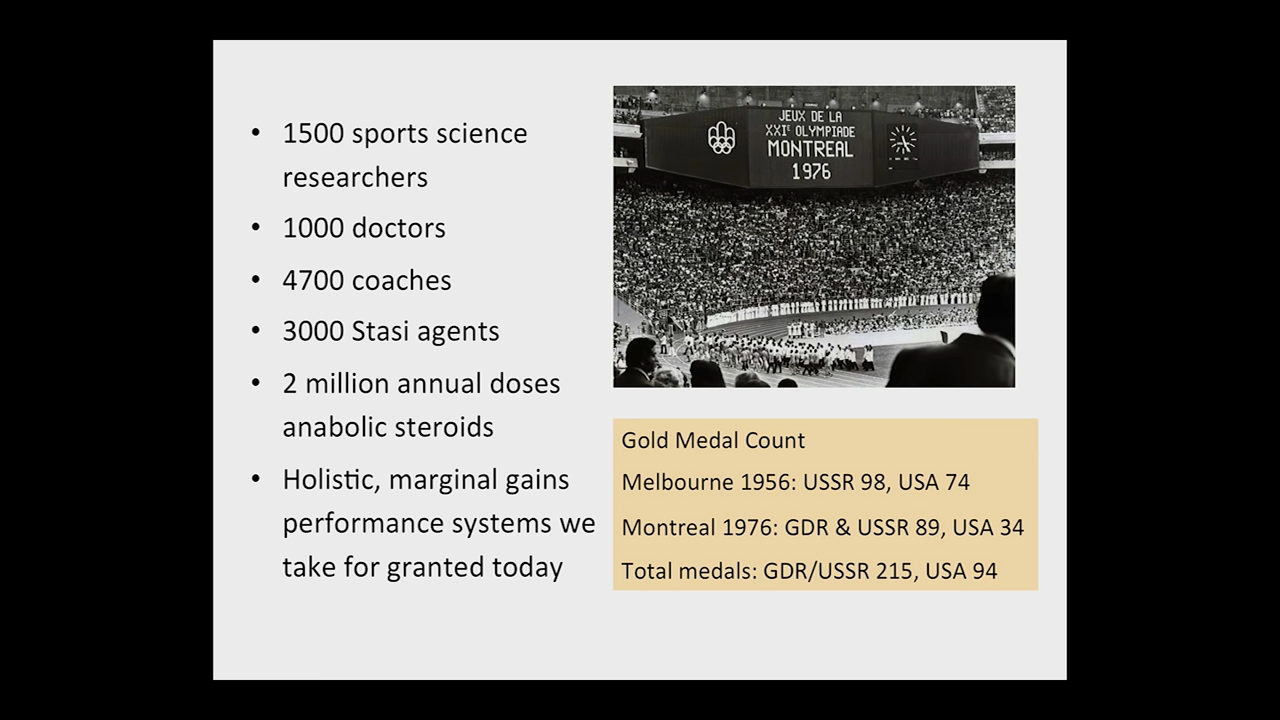 • 1500 sports science
researchers
• 1000 doctors
• 4700 coaches
• 3000 Stasi agents
• 2 million annual doses
anabolic steroids
• Holistic, marginal gains
performance systems we
take for granted today
JEUX DE LA
XXIᴱ OLYMPIADE
MONTREAL
1976
Gold Medal Count
Melbourne 1956: USSR 98, USA 74
Montreal 1976: GDR & USSR 89, USA 34
Total medals: GDR/USSR 215, USA 94